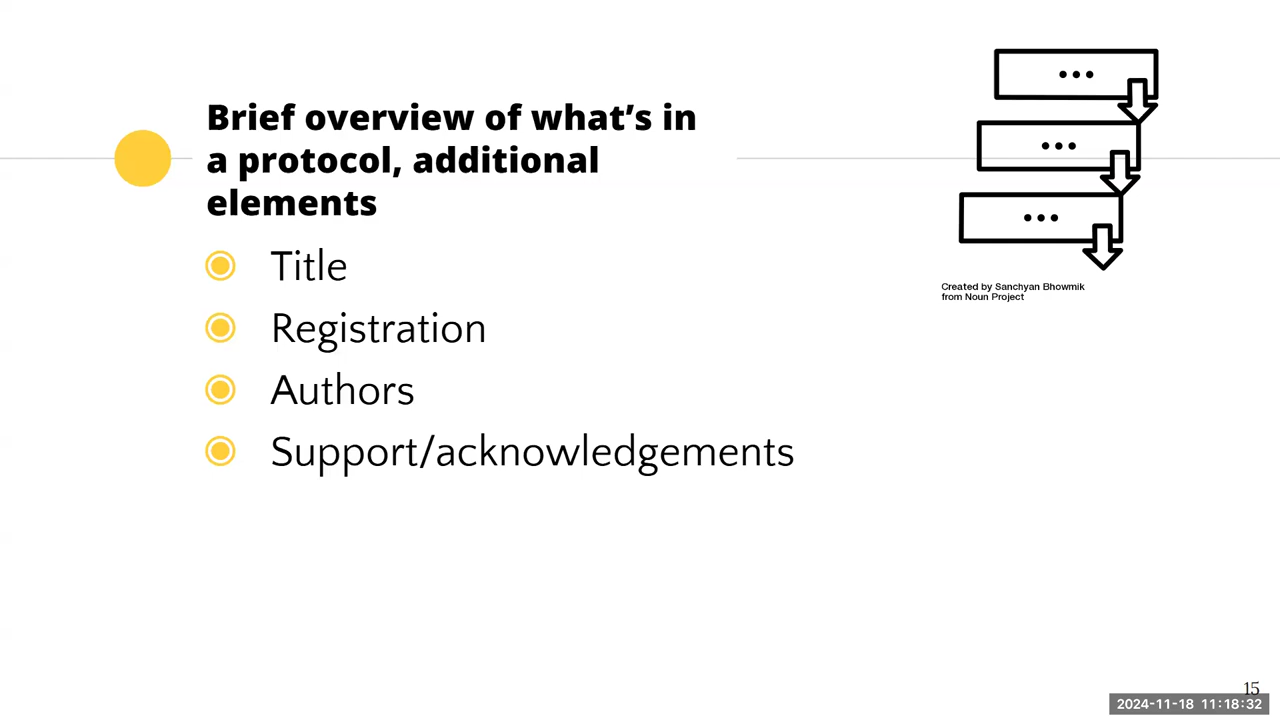 Brief overview of what’s in
a protocol, additional
elements
Title
Registration
Authors
Support/acknowledgements
Created by Sanchyan Bhowmik
from Noun Project
15
2024-11-18 11:18:32